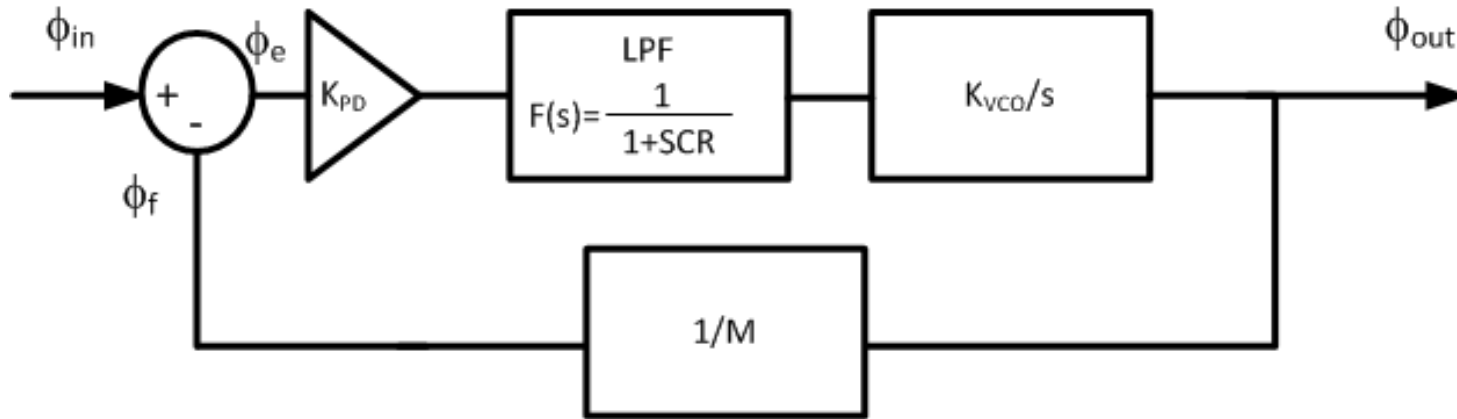 ϕin
ϕe
ϕf
+
-
KPD
LPF
F(s)= 1
1+SCR
KVCO/s
ϕout
1/M